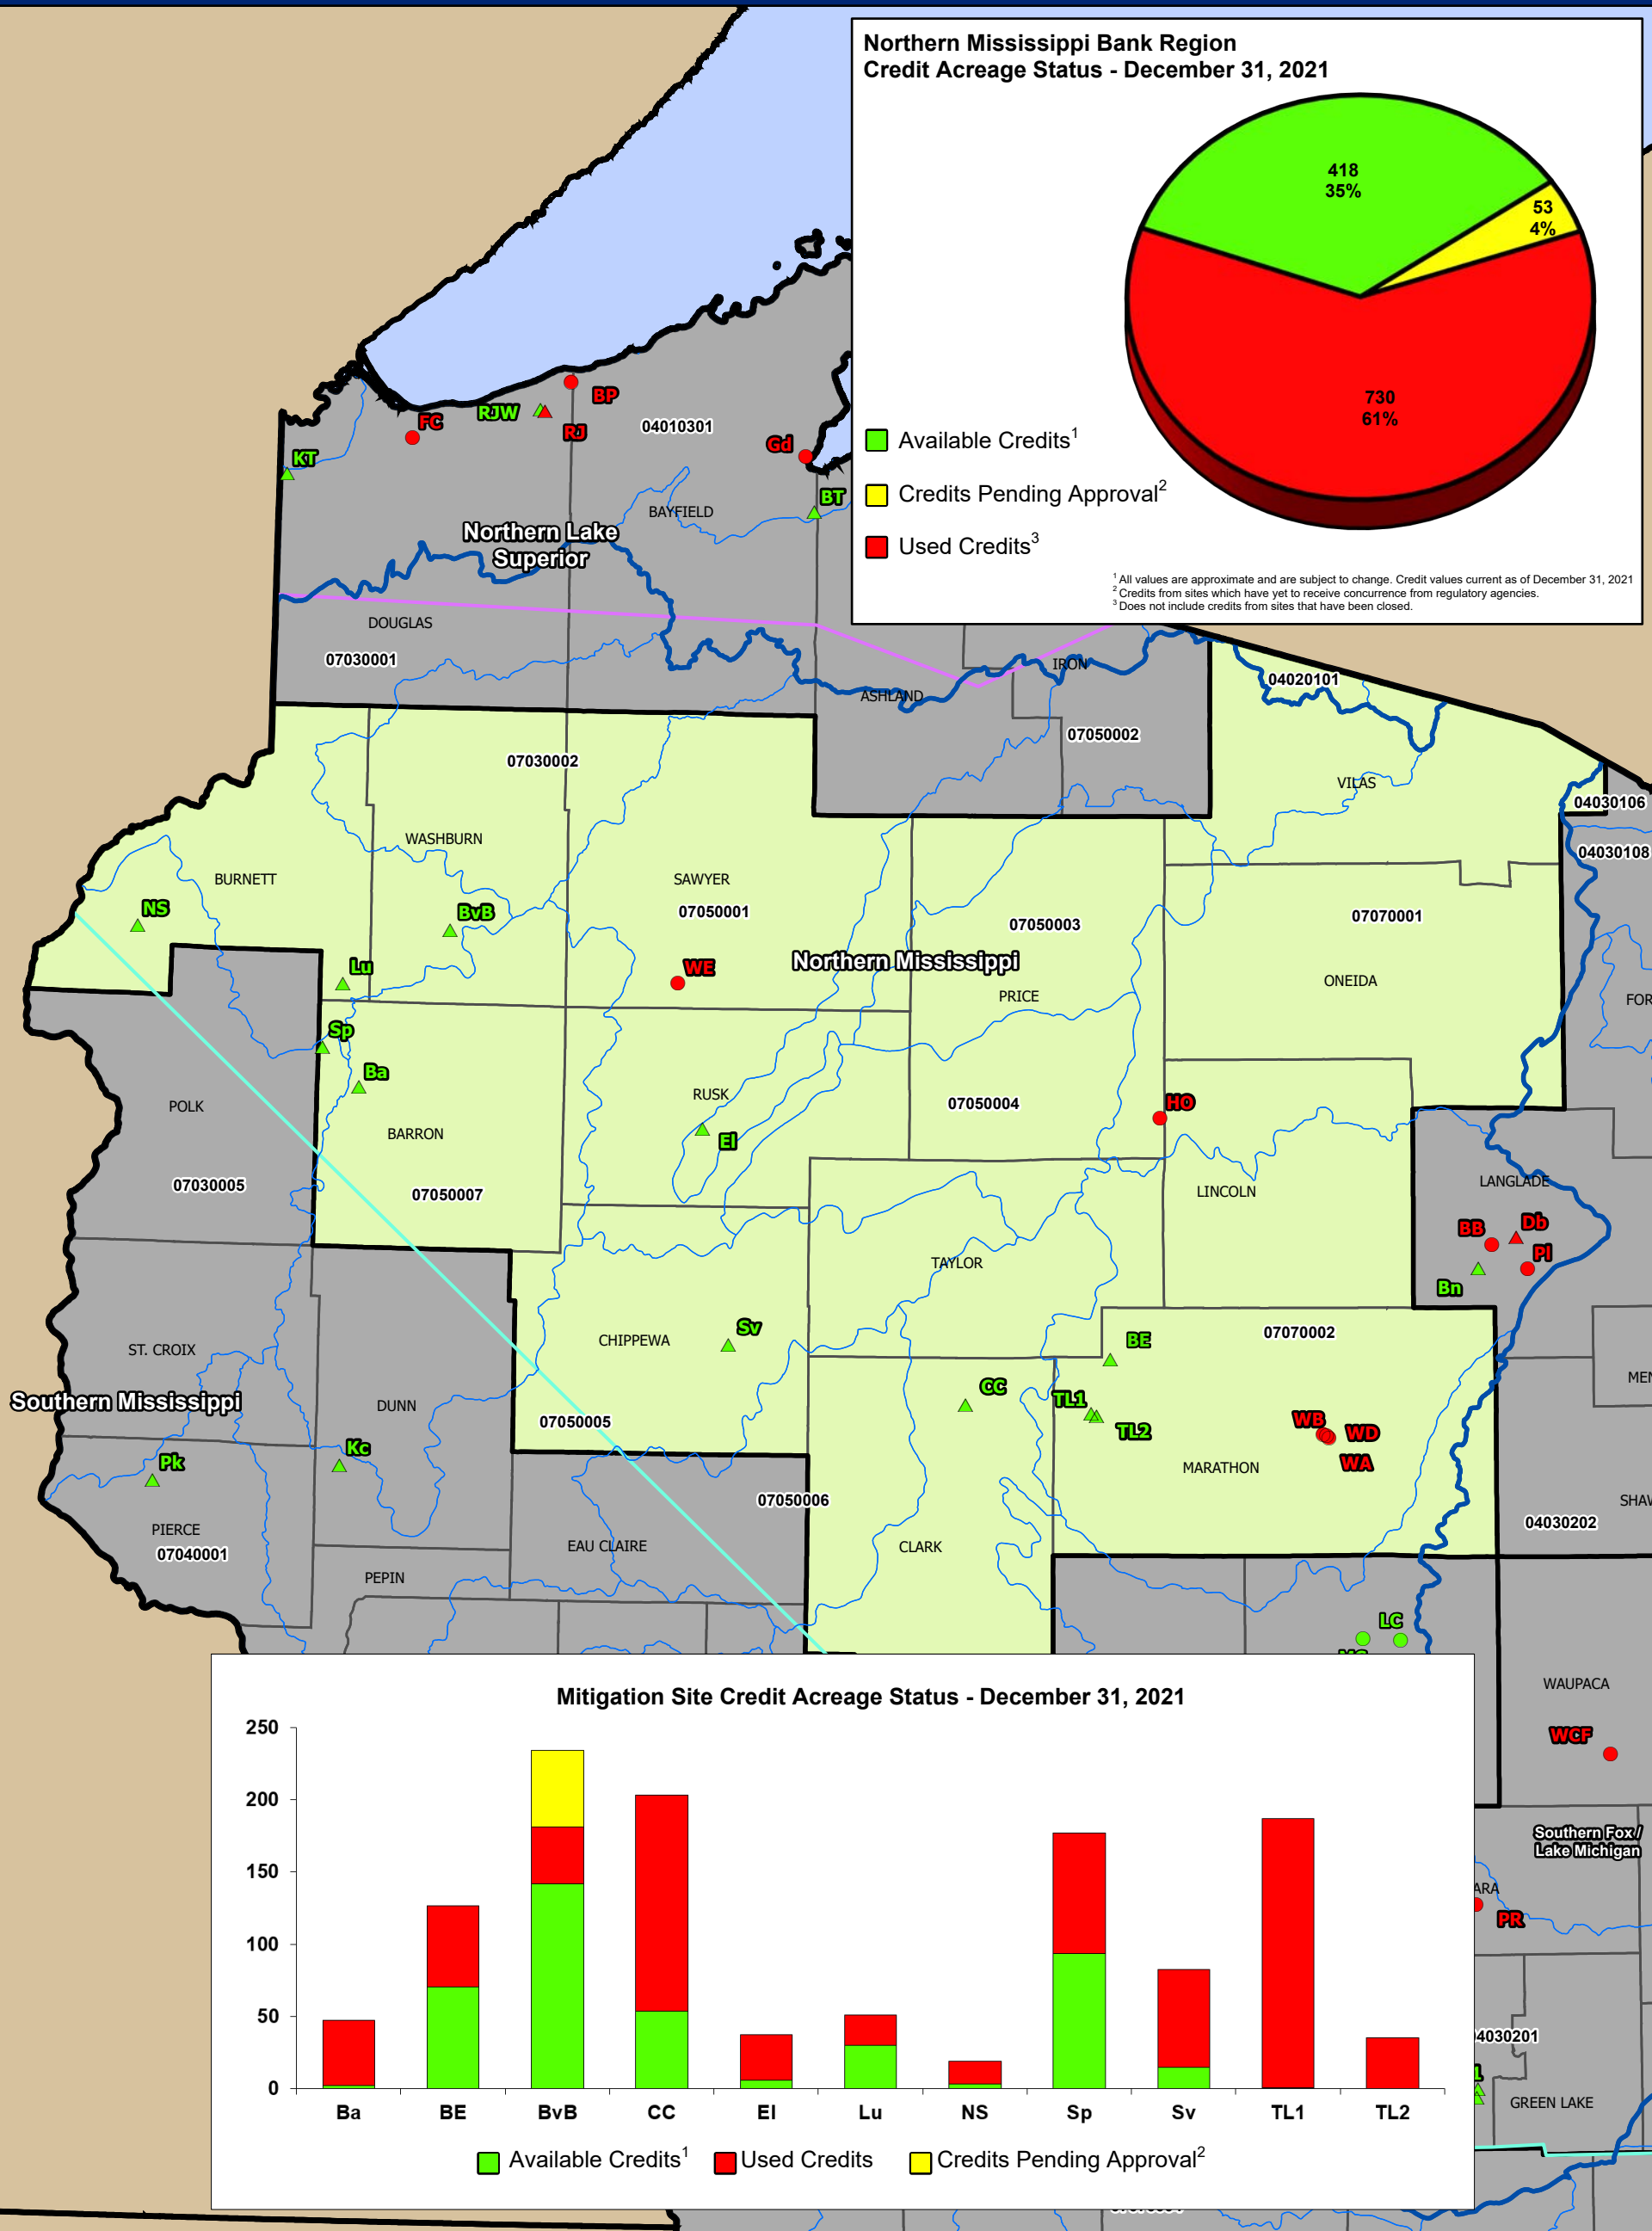 Northern Mississippi Bank Region
Credit Acreage Status - December 31, 2021
418
35%
53
4%
730
61%
Available Credits1
Credits Pending Approval2
Used Credits3
1 All values are approximate and are subject to change. Credit values current as of December 31, 2021
2 Credits from sites which have yet to receive concurrence from regulatory agencies.
3 Does not include credits from sites that have been closed.
BP
RJW
FC
RJ
04010301
Gd
KT
BT
BAYFIELD
Northern Lake
Superior
DOUGLAS
07030001
IRON
ASHLAND
04020101
07050002
07030002
VILAS
04030106
WASHBURN
04030108
BURNETT
SAWYER
NS
BvB
07050001
07050003
07070001
Lu
WE
Northern Mississippi
PRICE
ONEIDA
FOR
Sp
Ba
POLK
RUSK
07050004
HO
BARRON
El
07030005
07050007
LINCOLN
LANGLADE
BB
Db
Pl
Bn
TAYLOR
ST. CROIX
CHIPPEWA
Sv
BE
07070002
MEN
Southern Mississippi
DUNN
CC
TL1
TL2
07050005
WB
WD
WA
Kc
Pk
MARATHON
07050006
SHAW
PIERCE
07040001
EAU CLAIRE
CLARK
04030202
PEPIN
LC
WAUPACA
WCF
Southern Fox/
Lake Michigan
ARA
PR
04030201
1
GREEN LAKE
Mitigation Site Credit Acreage Status - December 31, 2021
250
200
150
100
50
0
Ba BE BvB CC El Lu NS Sp Sv TL1 TL2
Available Credits1 Used Credits Credits Pending Approval2